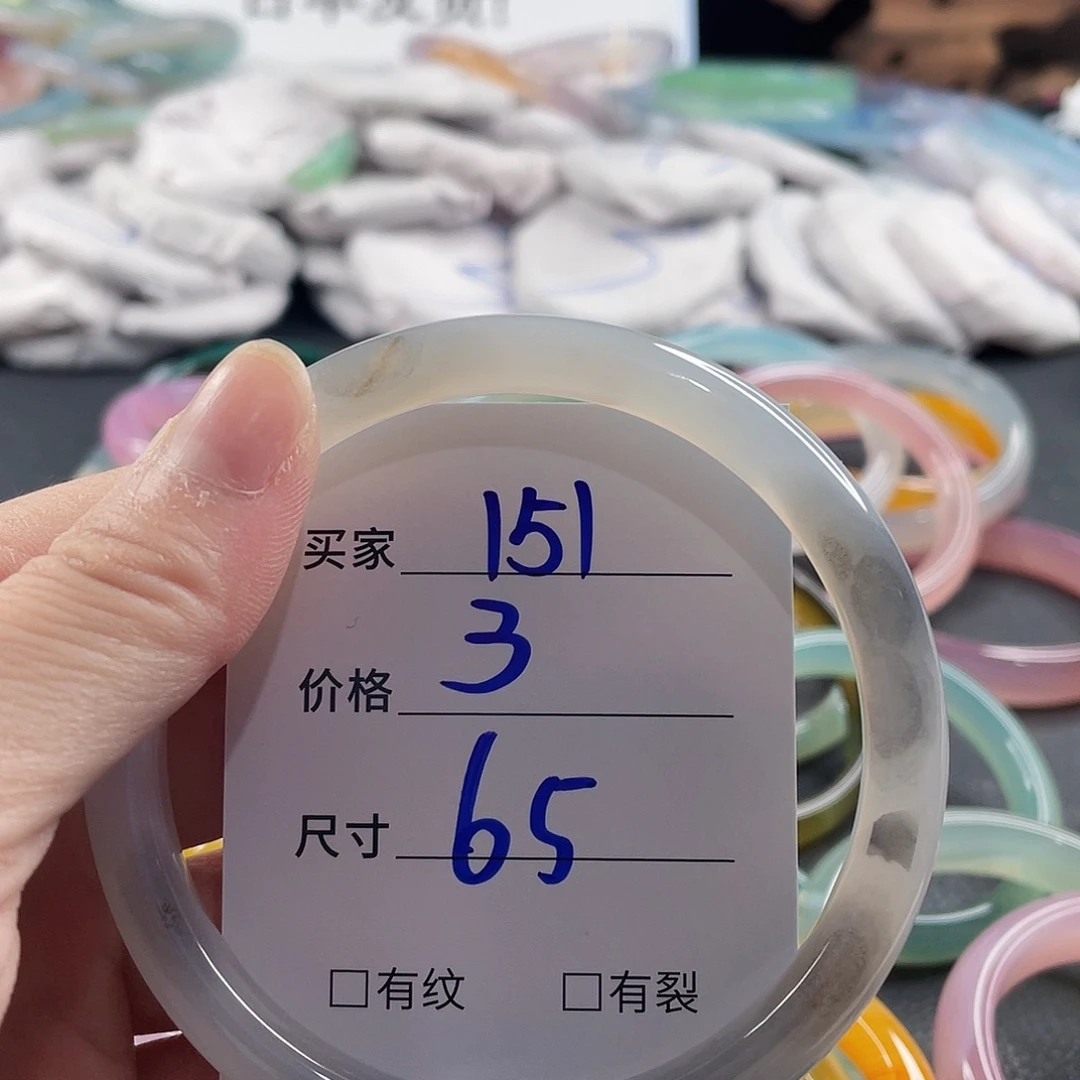 买家 151
价格 3
尺寸 65
□有纹 □有裂